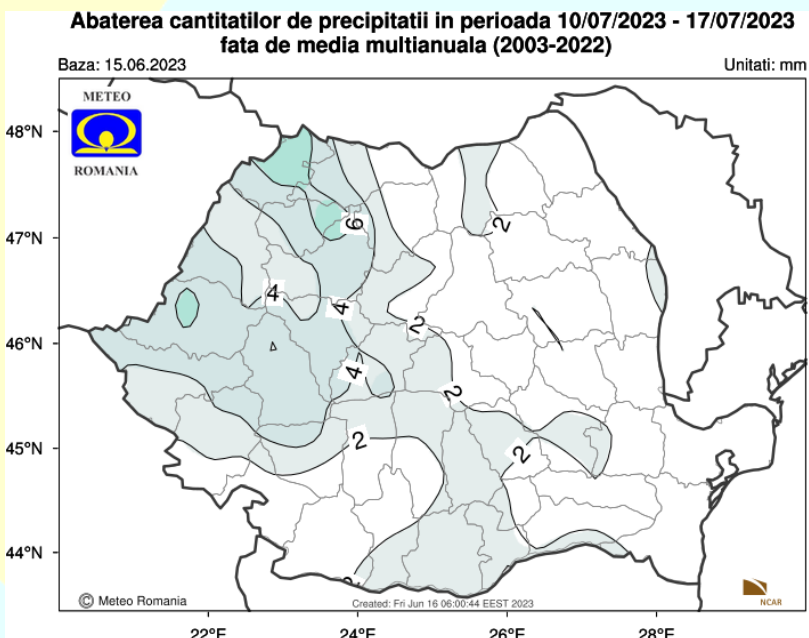 Abaterea cantitatilor de precipitatii in perioada 10/07/2023 - 17/07/2023
fata de media multianuala (2003-2022)
Baza: 15.06.2023 Unitati: mm
METEO
ROMANIA
48°N
47°N
46°N
45°N
44°N
6
2
4
4
2
4
2
2
2
2
© Meteo Romania
Created: Fri Jun 16 06:00:44 EEST 2023
NCAR
22°E 24°E 26°E 28°E